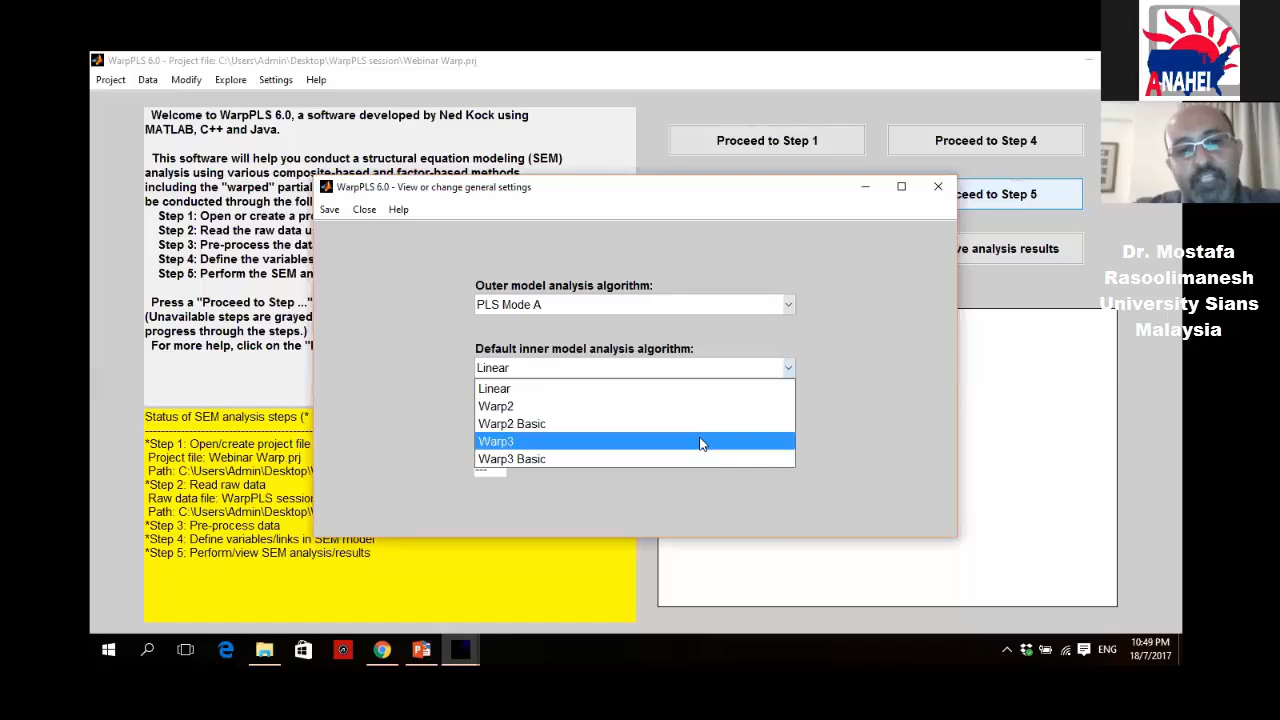 WarpPLS 6.0 - Project file: C:\Users\Admin\Desktop\WarpPLS session\Webinar Warp.prj
Project Data Modify Explore Settings Help
Welcome to WarpPLS 6.0, a software developed by Ned Kock using
MATLAB, C++ and Java.
This software will help you conduct a structural equation modeling (SEM)
analysis using various composite-based and factor-based methods,
including the "warped" partial
be conducted through the foll
Step 1: Open or create a pro
Step 2: Read the raw data u
Step 3: Pre-process the data
Step 4: Define the variables
Step 5: Perform the SEM an
Press a "Proceed to Step ..."
(Unavailable steps are grayed
progress through the steps.)
For more help, click on the "
Status of SEM analysis steps (*
*Step 1: Open/create project file
Project file: Webinar Warp.prj
Path: C:\Users\Admin\Desktop\
*Step 2: Read raw data
Raw data file: WarpPLS session
Path: C:\Users\Admin\Desktop\
*Step 3: Pre-process data
*Step 4: Define variables/links in SEM model
*Step 5: Perform/view SEM analysis/results
Proceed to Step 1
Proceed to Step 4
ceed to Step 5
ve analysis results
WarpPLS 6.0 - View or change general settings
Save Close Help
Outer model analysis algorithm:
PLS Mode A
Default inner model analysis algorithm:
Linear
Linear
Warp2
Warp2 Basic
Warp3
Warp3 Basic
---
ANAHEI
Dr. Mostafa
Rasoolimanesh
University Sians
Malaysia
ENG
10:49 PM
18/7/2017